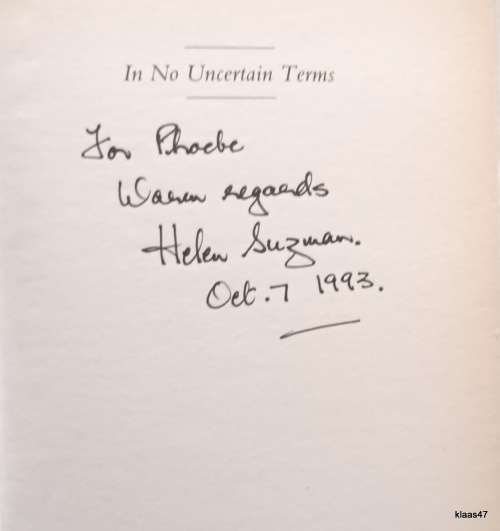 In No Uncertain Terms
For Phoebe
Warm regards
Helen Suzman.
Oct. 7 1993.
klaas47